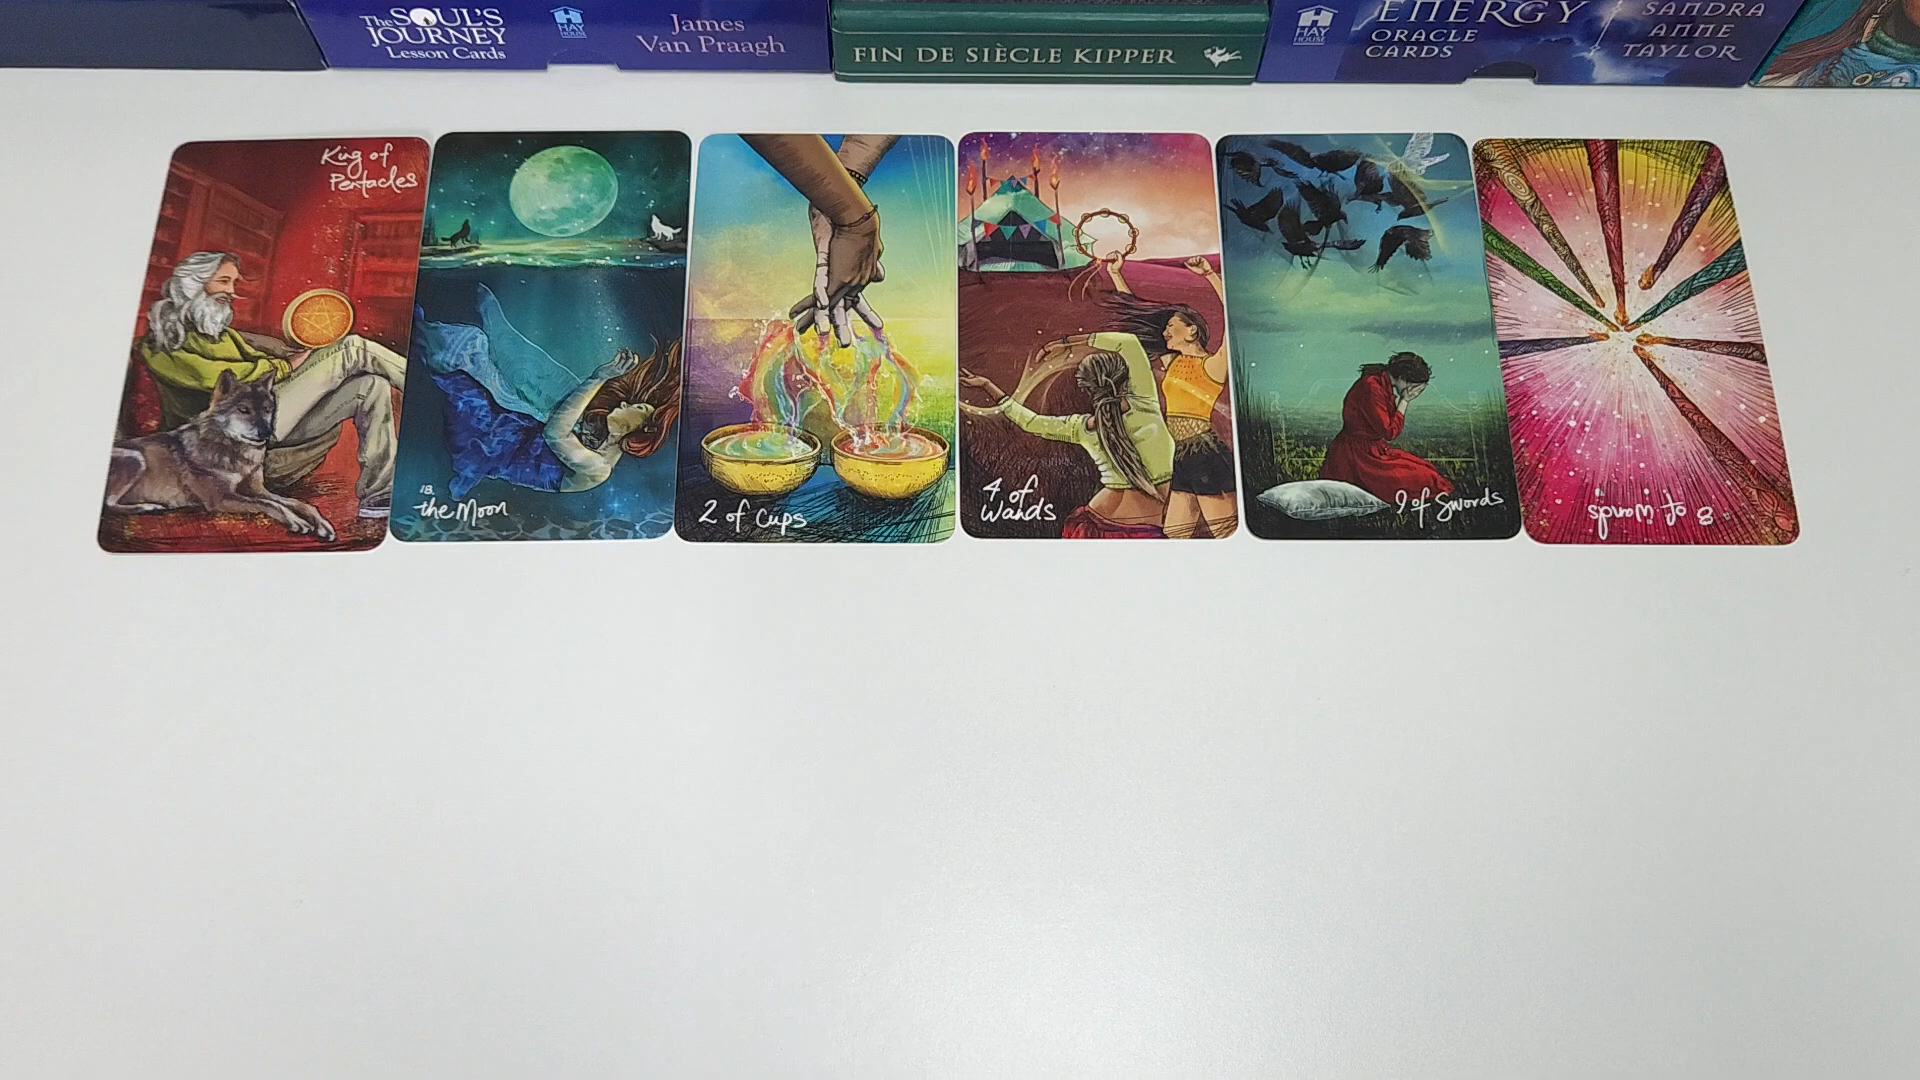 The SOUL'S
JOURNEY
Lesson Cards
HAY
HOUSE
James
Van Praagh
FIN DE SIÈCLE KIPPER
HAY
HOUSE
ENERGY
ORACLE
CARDS
SANDRA
ANNE
TAYLOR
King of
Pentacles
18.
the Moon
2 of Cups
4 of
Wands
9 of Swords
8 of Wands